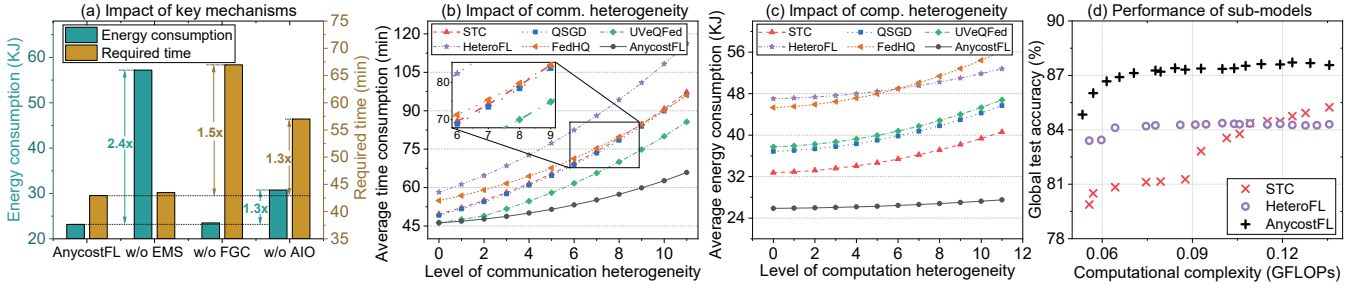 (a) Impact of key mechanisms
Energy consumption
Required time
Energy consumption (KJ)
60
50
40
30
20
75
70
65
60
55
50
45
40
35
Required time (min)
2.4x
1.5x
1.3x
1.3x
AnycostFL w/o EMS w/o FGC w/o AIO
(b) Impact of comm. heterogeneity
STC QSGD UVeQFed
HeteroFL FedHQ AnycostFL
Average time consumption (min)
120
105
90
75
60
45
80
70
6 7 8 9
0 2 4 6 8 10
Level of communication heterogeneity
(c) Impact of comp. heterogeneity
STC QSGD UVeQFed
HeteroFL FedHQ AnycostFL
Average energy consumption (KJ)
56
48
40
32
24
0 2 4 6 8 10 12
Level of computation heterogeneity
(d) Performance of sub-models
Global test accuracy (%)
90
87
84
81
78
STC
HeteroFL
AnycostFL
0.06 0.09 0.12
Computational complexity (GFLOPs)